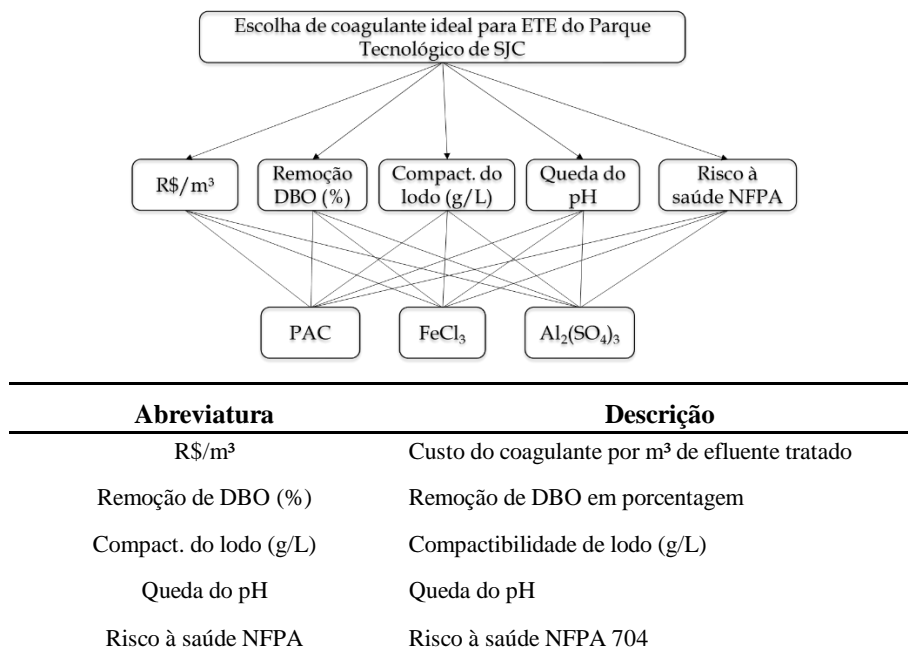 Escolha de coagulante ideal para ETE do Parque
Tecnológico de SJC
R$/m³
Remoção
DBO (%)
Compact. do
lodo (g/L)
Queda do
pH
Risco à
saúde NFPA
PAC
FeCl₃
Al₂(SO₄)₃
Abreviatura Descrição
R$/m³ Custo do coagulante por m³ de efluente tratado
Remoção de DBO (%) Remoção de DBO em porcentagem
Compact. do lodo (g/L) Compactibilidade de lodo (g/L)
Queda do pH Queda do pH
Risco à saúde NFPA Risco à saúde NFPA 704